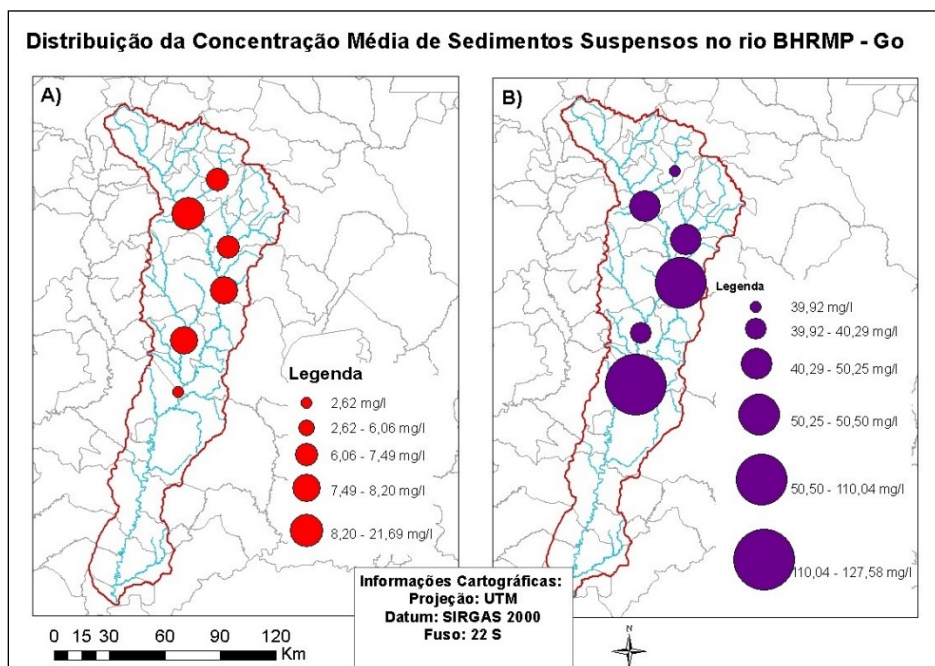 Distribuição da Concentração Média de Sedimentos Suspensos no rio BHRMP - Go
A)
Legenda
2,62 mg/l
2,62 - 6,06 mg/l
6,06 - 7,49 mg/l
7,49 - 8,20 mg/l
8,20 - 21,69 mg/l
B)
Legenda
39,92 mg/l
39,92 - 40,29 mg/l
40,29 - 50,25 mg/l
50,25 - 50,50 mg/l
50,50 - 110,04 mg/l
110,04 - 127,58 mg/l
Informações Cartográficas:
Projeção: UTM
Datum: SIRGAS 2000
Fuso: 22 S
0 15 30 60 90 120
Km
N